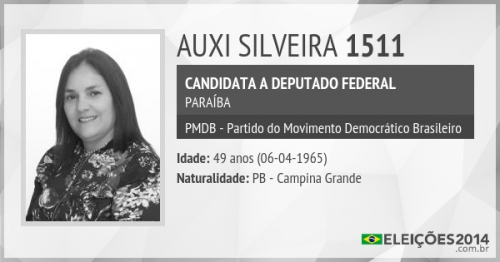 AUXI SILVEIRA 1511
CANDIDATA A DEPUTADO FEDERAL
PARAÍBA
PMDB - Partido do Movimento Democrático Brasileiro
Idade: 49 anos (06-04-1965)
Naturalidade: PB - Campina Grande
ELEIÇÕES2014
.com.br